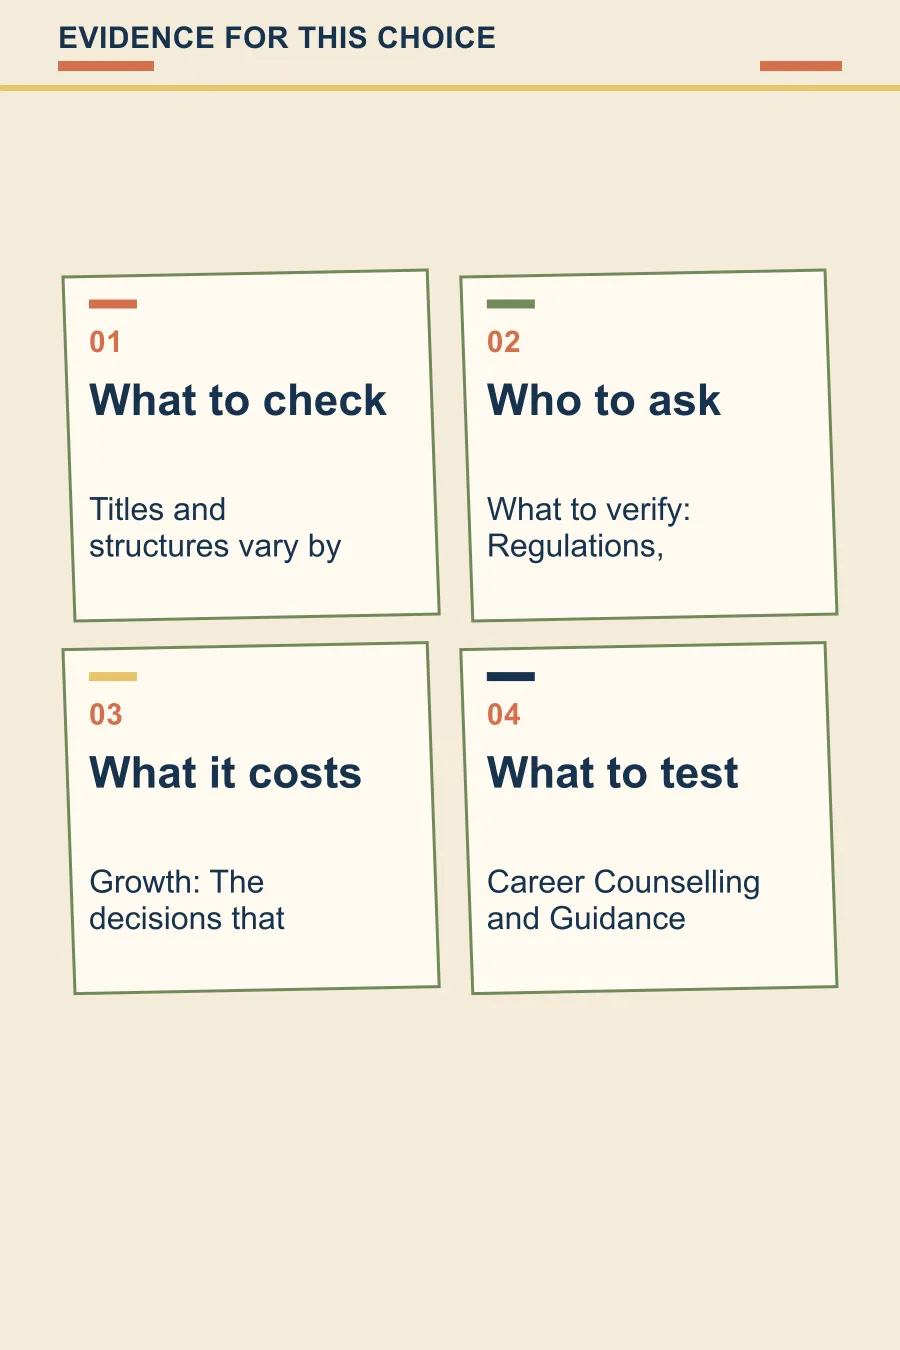 EVIDENCE FOR THIS CHOICE
01
What to check
Titles and
structures vary by
02
Who to ask
What to verify:
Regulations,
03
What it costs
Growth: The
decisions that
04
What to test
Career Counselling
and Guidance